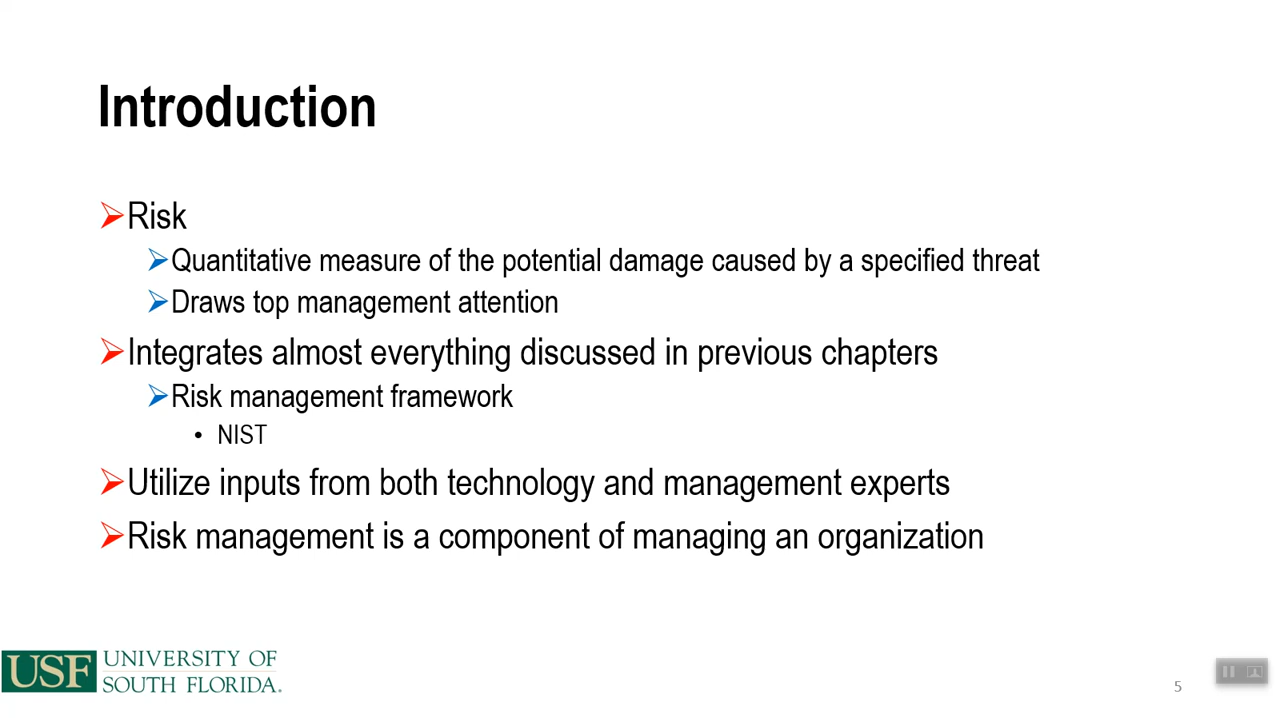 Introduction
Risk
Quantitative measure of the potential damage caused by a specified threat
Draws top management attention
Integrates almost everything discussed in previous chapters
Risk management framework
• NIST
Utilize inputs from both technology and management experts
Risk management is a component of managing an organization
USF UNIVERSITY OF
SOUTH FLORIDA.
5